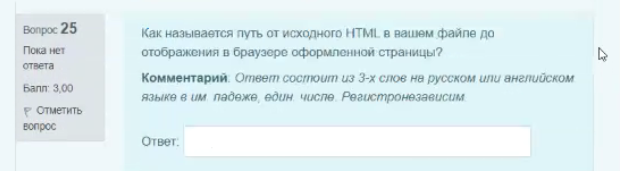 Вопрос 25
Пока нет
ответа
Балл: 3,00
Отметить
вопрос
Как называется путь от исходного HTML в вашем файле до
отображения в браузере оформленной страницы?
Комментарий: Ответ состоит из 3-х слов на русском или английском
языке в им. падеже, един. числе. Регистронезависим.
Ответ: